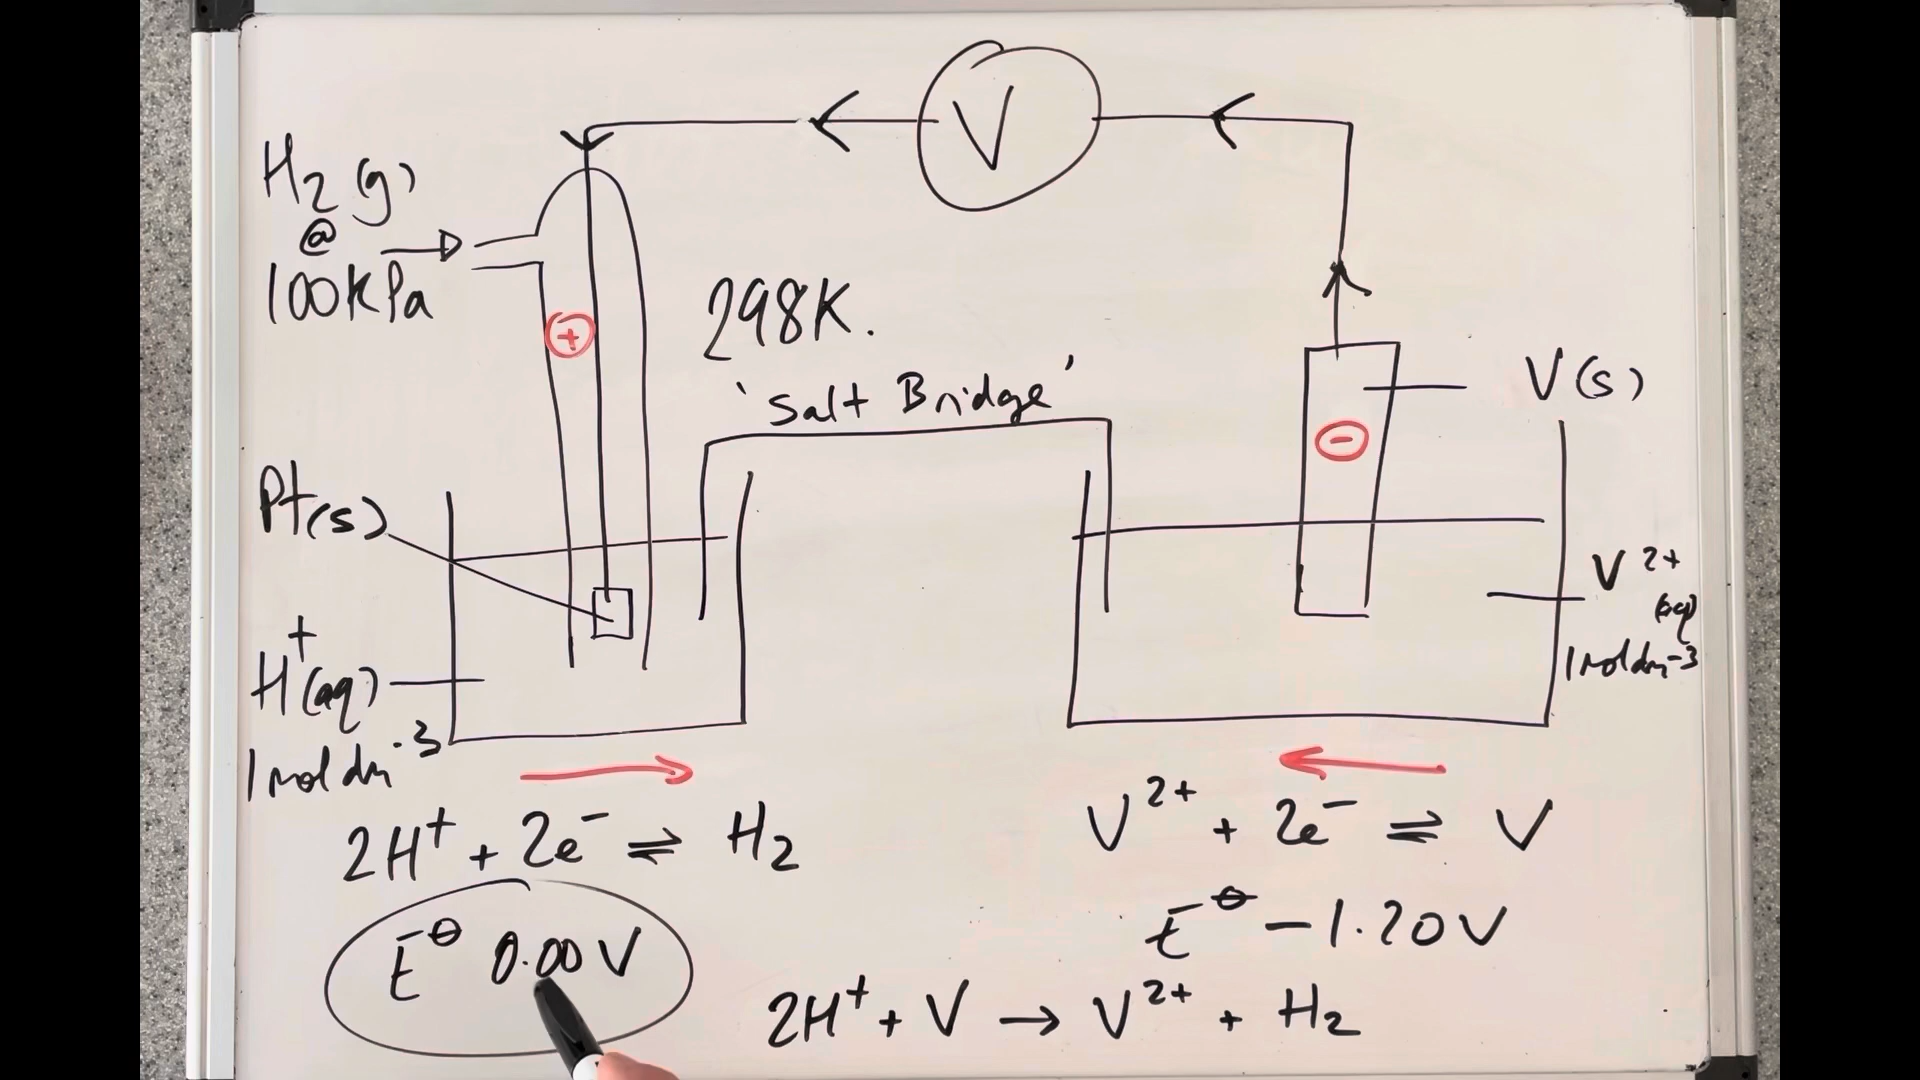 V
H₂(g)
@
100kPa
+
298K.
'Salt Bridge'
V(s)
−
Pt(s)
V²⁺(aq)
1moldm⁻³
H⁺(aq)
1moldm⁻³
2H⁺ + 2e⁻ ⇌ H₂
V²⁺ + 2e⁻ ⇌ V
E⦵ 0.00V
E⦵ −1.20V
2H⁺ + V → V²⁺ + H₂